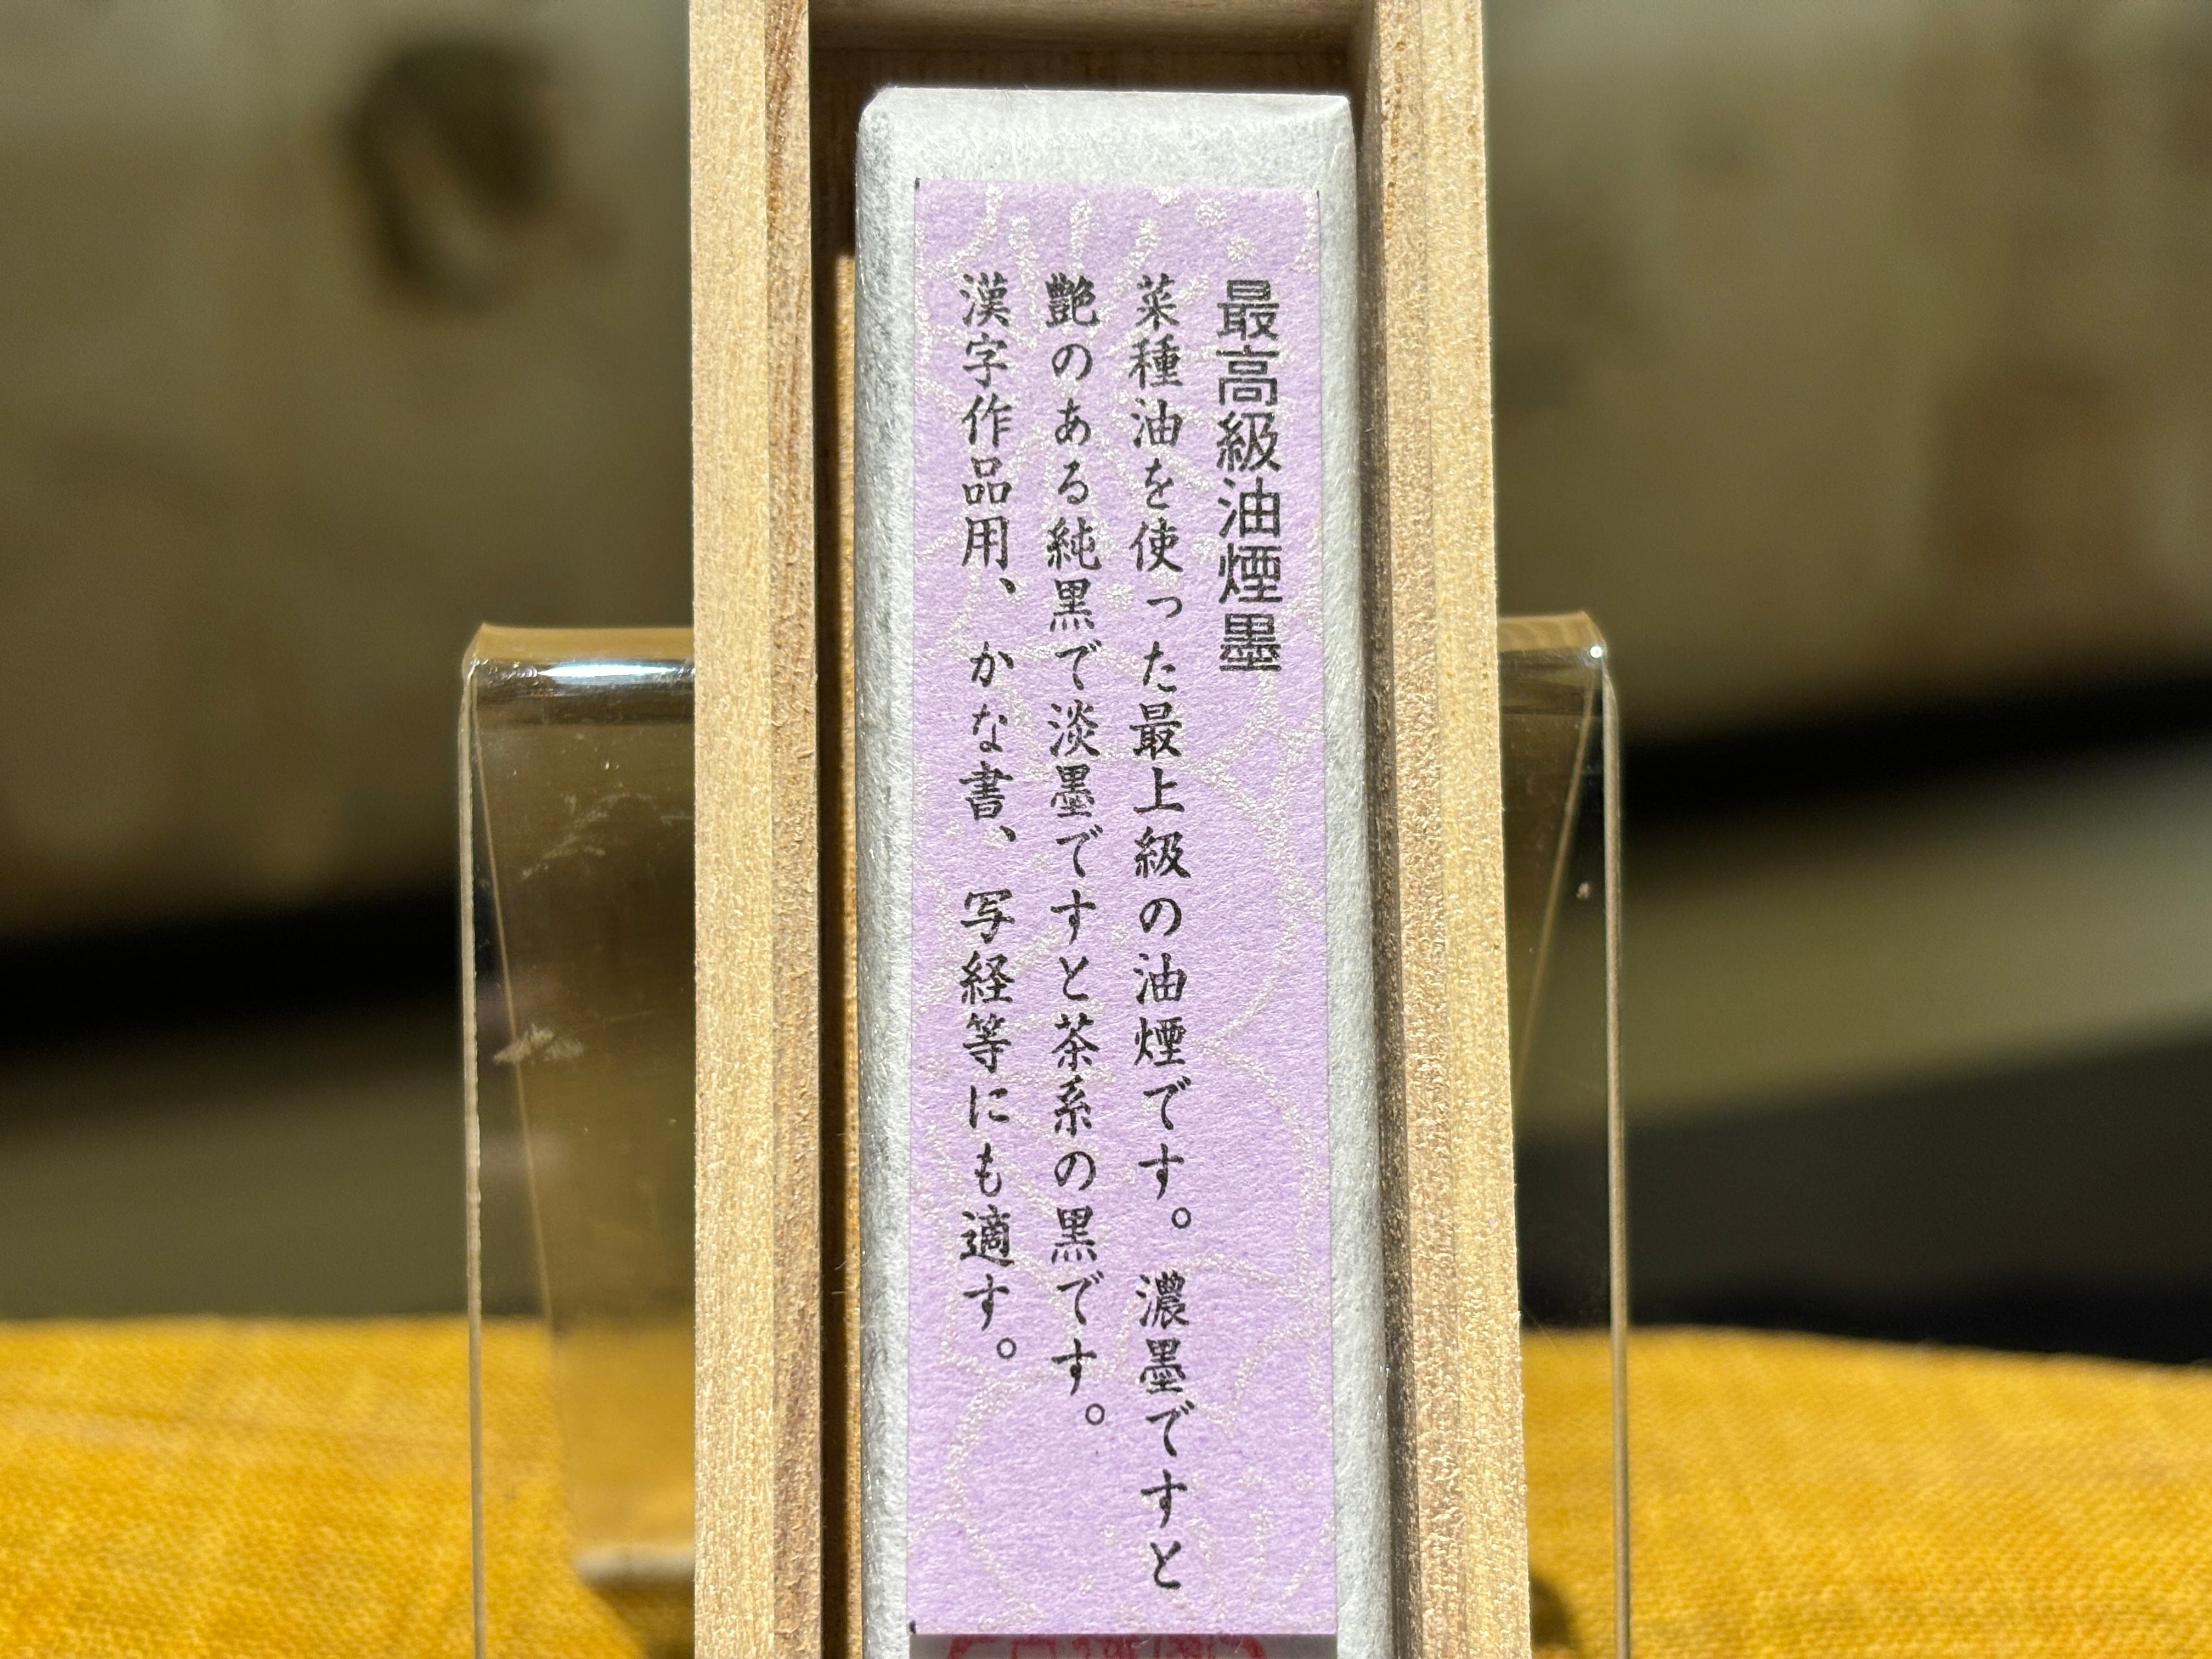 最高級油煙墨
菜種油を使った最上級の油煙です。濃墨ですと
艶のある純黒で淡墨ですと茶系の黒です。
漢字作品用、かな書、写経等にも適す。